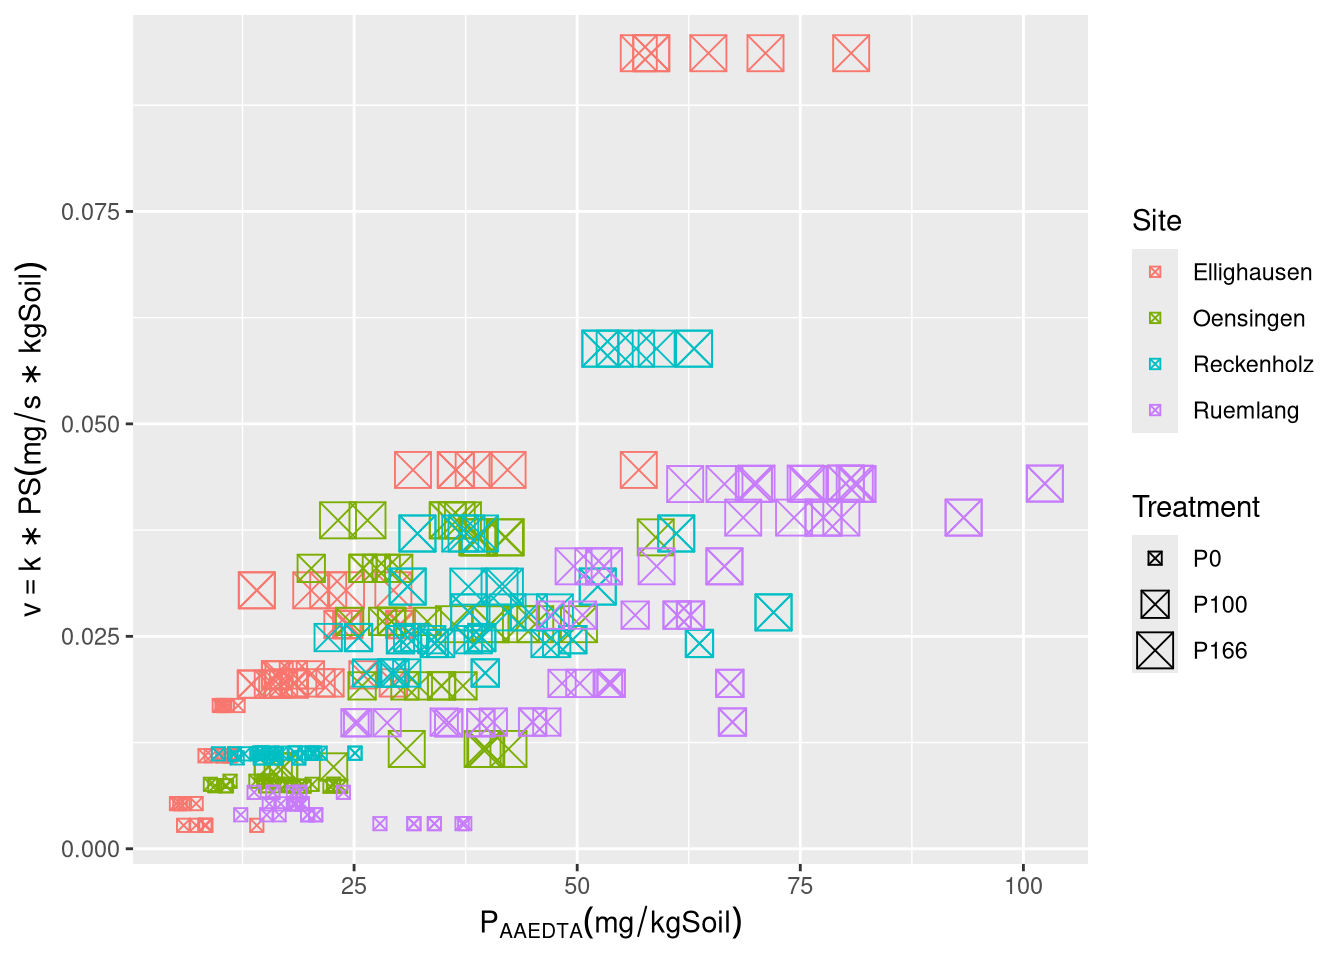 v = k * PS(mg/s * kgSoil)
0.075
0.050
0.025
0.000
25 50 75 100
P_AAEDTA(mg/kgSoil)
Site
Ellighausen
Oensingen
Reckenholz
Ruemlang
Treatment
P0
P100
P166